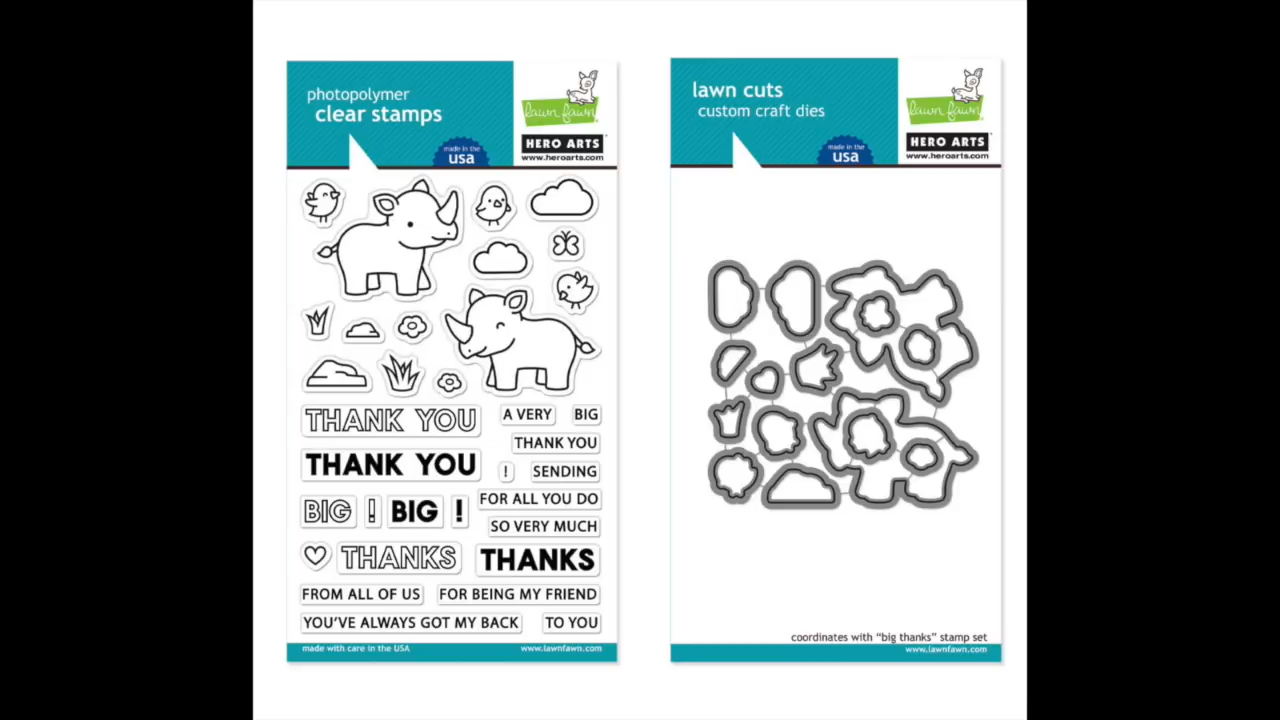 photopolymer
clear stamps
made in the
usa
lawn fawn
HERO ARTS
www.heroarts.com
THANK YOU
A VERY
BIG
THANK YOU
THANK YOU
!
SENDING
FOR ALL YOU DO
BIG
!
BIG
!
SO VERY MUCH
THANKS
THANKS
FROM ALL OF US
FOR BEING MY FRIEND
YOU'VE ALWAYS GOT MY BACK
TO YOU
made with care in the USA
www.lawnfawn.com
lawn cuts
custom craft dies
made in the
usa
lawn fawn
HERO ARTS
www.heroarts.com
coordinates with "big thanks" stamp set
www.lawnfawn.com